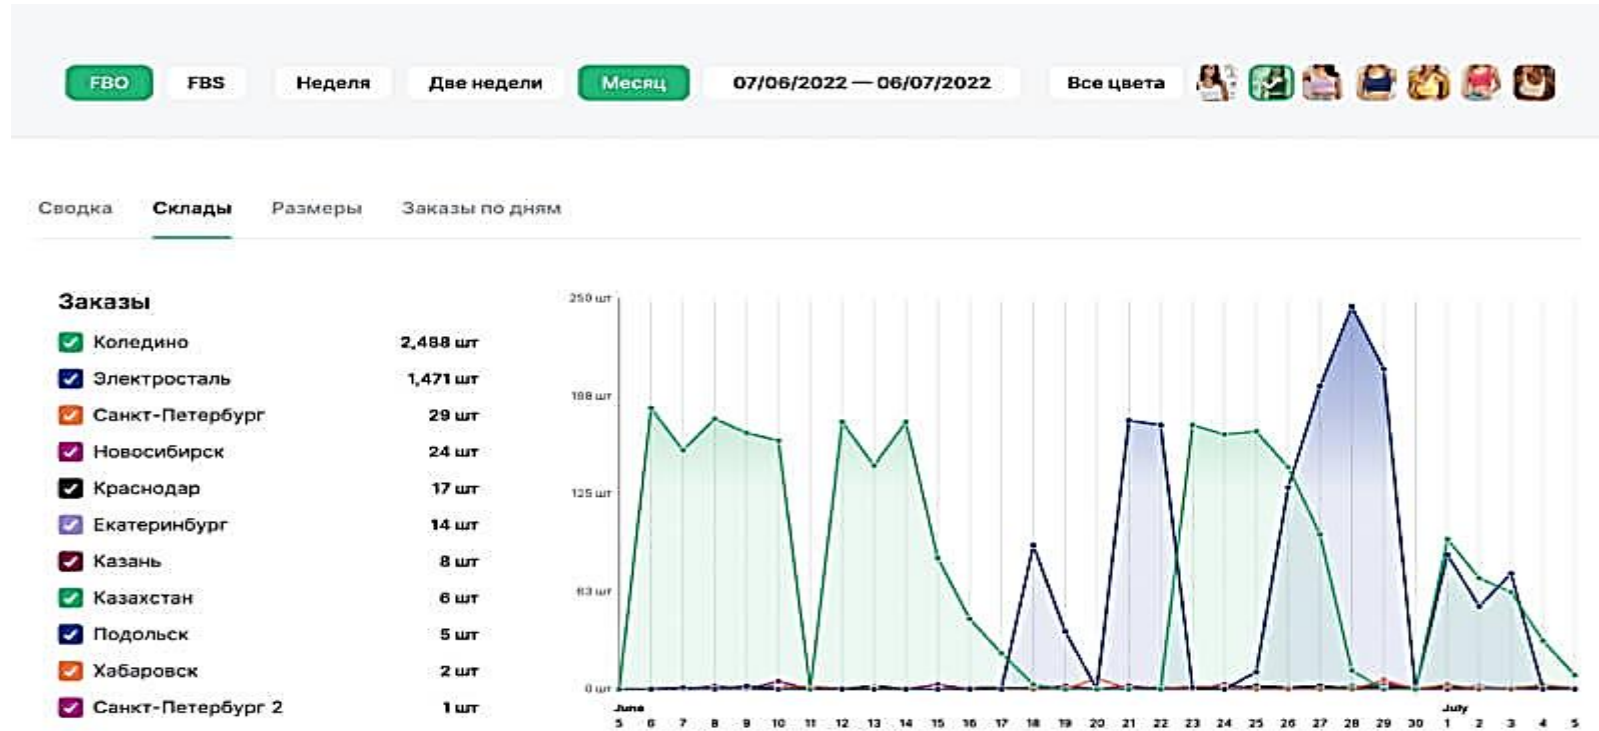 FBO FBS Неделя Две недели Месяц 07/06/2022 — 06/07/2022 Все цвета
Сводка Склады Размеры Заказы по дням
Заказы
Коледино 2,488 шт
Электросталь 1,471 шт
Санкт-Петербург 29 шт
Новосибирск 24 шт
Краснодар 17 шт
Екатеринбург 14 шт
Казань 8 шт
Казахстан 6 шт
Подольск 5 шт
Хабаровск 2 шт
Санкт-Петербург 2 1 шт
250 шт
188 шт
125 шт
63 шт
0 шт
June July
5 6 7 8 9 10 11 12 13 14 15 16 17 18 19 20 21 22 23 24 25 26 27 28 29 30 1 2 3 4 5